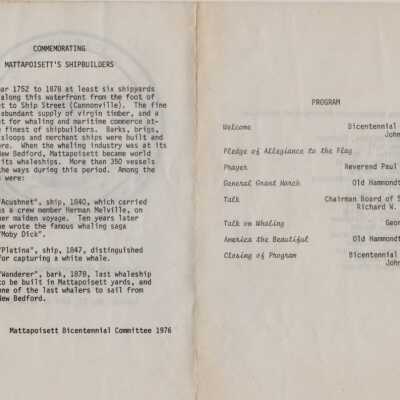 COMMEMORATING
MATTAPOISETT'S SHIPBUILDERS
ar 1752 to 1878 at least six shipyards
along this waterfront from the foot of
et to Ship Street (Cannonville). The fine
abundant supply of virgin timber, and a
t for whaling and maritime commerce at-
e finest of shipbuilders. Barks, brigs,
sloops and merchant ships were built and
ere. When the whaling industry was at its
New Bedford, Mattapoisett became world
its whaleships. More than 350 vessels
the ways during this period. Among the
s were:
"Acushnet", ship, 1840, which carried
as a crew member Herman Melville, on
her maiden voyage. Ten years later
he wrote the famous whaling saga
"Moby Dick".
"Platina", ship, 1847, distinguished
for capturing a white whale.
"Wanderer", bark, 1878, last whaleship
to be built in Mattapoisett yards, and
one of the last whalers to sail from
New Bedford.
Mattapoisett Bicentennial Committee 1976
PROGRAM
Welcome Bicentennial
John
Pledge of Allegiance to the Flag
Prayer Reverend Paul
General Grant March Old Hammondt
Talk Chairman Board of S
Richard W.
Talk on Whaling Geor
America the Beautiful Old Hammondt
Closing of Program Bicentennial
John